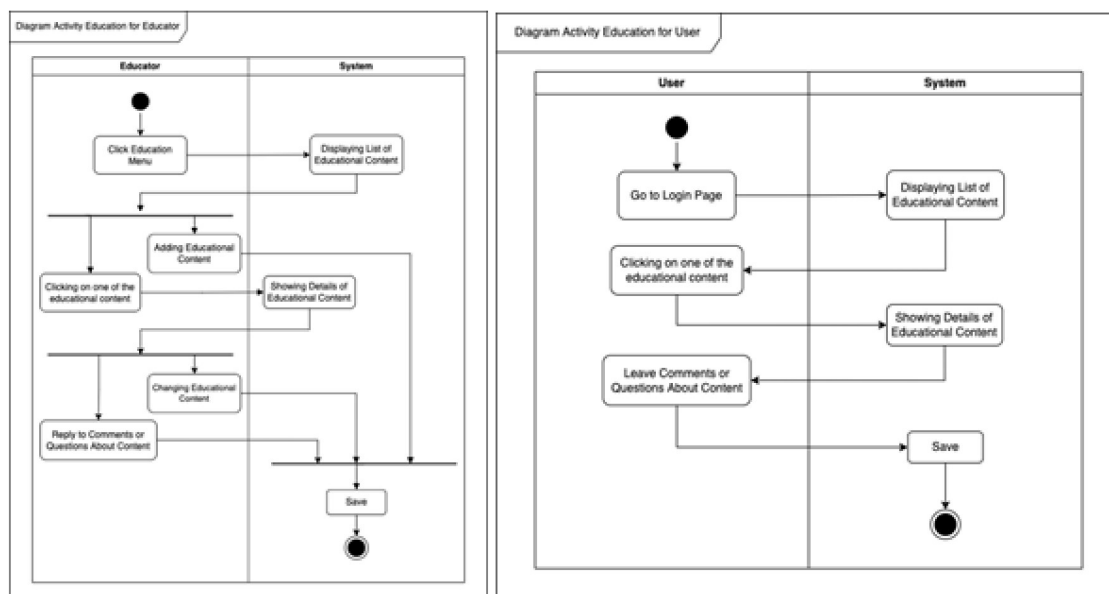 Diagram Activity Education for Educator
Educator
System
Click Education
Menu
Displaying List of
Educational Content
Adding Educational
Content
Clicking on one of the
educational content
Showing Details of
Educational Content
Changing Educational
Content
Reply to Comments or
Questions About Content
Save
Diagram Activity Education for User
User
System
Go to Login Page
Displaying List of
Educational Content
Clicking on one of the
educational content
Showing Details of
Educational Content
Leave Comments or
Questions About Content
Save